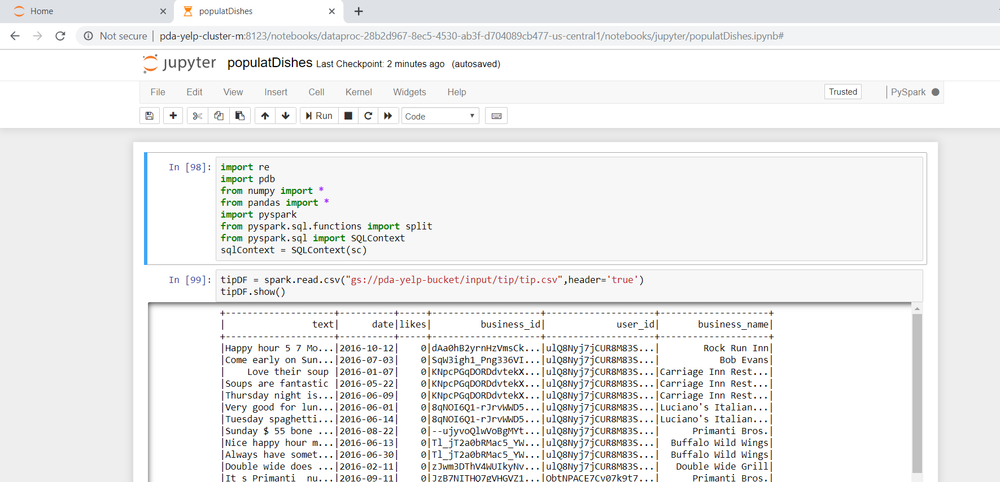 Home
populatDishes
Not secure | pda-yelp-cluster-m:8123/notebooks/dataproc-28b2d967-8ec5-4530-ab3f-d704089cb477-us-central1/notebooks/jupyter/populatDishes.ipynb#
jupyter populatDishes Last Checkpoint: 2 minutes ago (autosaved)
File Edit View Insert Cell Kernel Widgets Help Trusted | PySpark
Run Code
In [98]: import re
import pdb
from numpy import *
from pandas import *
import pyspark
from pyspark.sql.functions import split
from pyspark.sql import SQLContext
sqlContext = SQLContext(sc)
In [99]: tipDF = spark.read.csv("gs://pda-yelp-bucket/input/tip/tip.csv",header='true')
tipDF.show()
+--------------------+----------+-----+--------------------+--------------------+--------------------+
|                text|      date|likes|         business_id|             user_id|       business_name|
+--------------------+----------+-----+--------------------+--------------------+--------------------+
|Happy hour 5 7 Mo...|2016-10-12|    0|dAa0hB2yrnHzVmsCk...|ulQ8Nyj7jCUR8M83S...|        Rock Run Inn|
|Come early on Sun...|2016-07-03|    0|SqW3igh1_Png336VI...|ulQ8Nyj7jCUR8M83S...|           Bob Evans|
|    Love their soup |2016-01-07|    0|KNpcPGqDORDdvtekX...|ulQ8Nyj7jCUR8M83S...|Carriage Inn Rest...|
|Soups are fantastic |2016-05-22|    0|KNpcPGqDORDdvtekX...|ulQ8Nyj7jCUR8M83S...|Carriage Inn Rest...|
|Thursday night is...|2016-06-09|    0|KNpcPGqDORDdvtekX...|ulQ8Nyj7jCUR8M83S...|Carriage Inn Rest...|
|Very good for lun...|2016-06-01|    0|8qNOI6Q1-rJrvWWD5...|ulQ8Nyj7jCUR8M83S...|Luciano's Italian...|
|Tuesday spaghetti...|2016-06-14|    0|8qNOI6Q1-rJrvWWD5...|ulQ8Nyj7jCUR8M83S...|Luciano's Italian...|
|Sunday $ 55 bone ...|2016-08-22|    0|--ujyvoQlwVoBgMYt...|ulQ8Nyj7jCUR8M83S...|      Primanti Bros.|
|Nice happy hour m...|2016-06-13|    0|Tl_jT2a0bRMac5_YW...|ulQ8Nyj7jCUR8M83S...|  Buffalo Wild Wings|
|Always have somet...|2016-06-30|    0|Tl_jT2a0bRMac5_YW...|ulQ8Nyj7jCUR8M83S...|  Buffalo Wild Wings|
|Double wide does ...|2016-02-11|    0|zJwm3DThV4WUIkyNv...|ulQ8Nyj7jCUR8M83S...|   Double Wide Grill|
|It s Primanti  nu...|2016-09-11|    0|JzB7NITHQ7gVHGVZ1...|ObtNPACE7Cv07k9t7...|      Primanti Bros.|